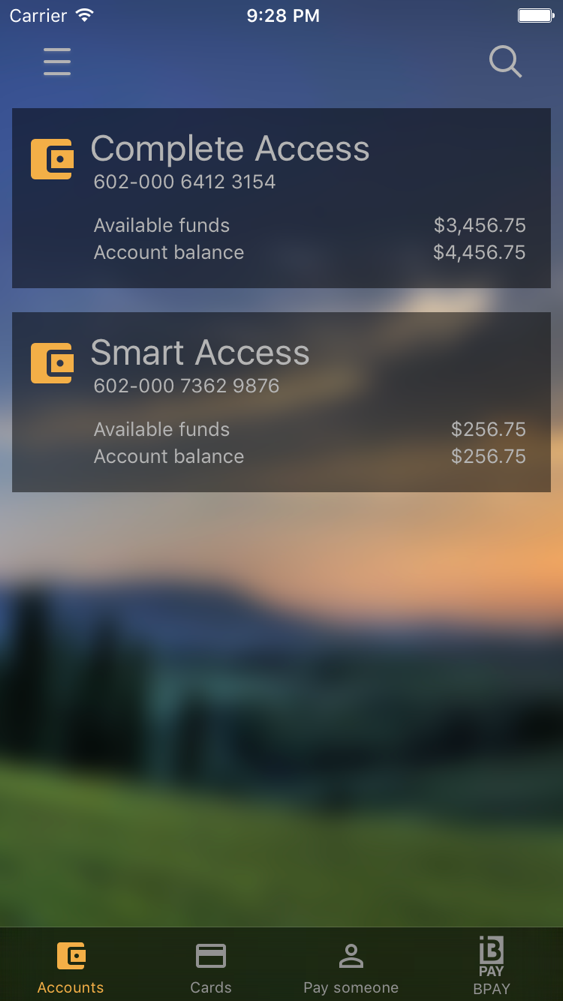 Carrier 9:28 PM
Complete Access
602-000 6412 3154
Available funds $3,456.75
Account balance $4,456.75
Smart Access
602-000 7362 9876
Available funds $256.75
Account balance $256.75
B
PAY
Accounts Cards Pay someone BPAY